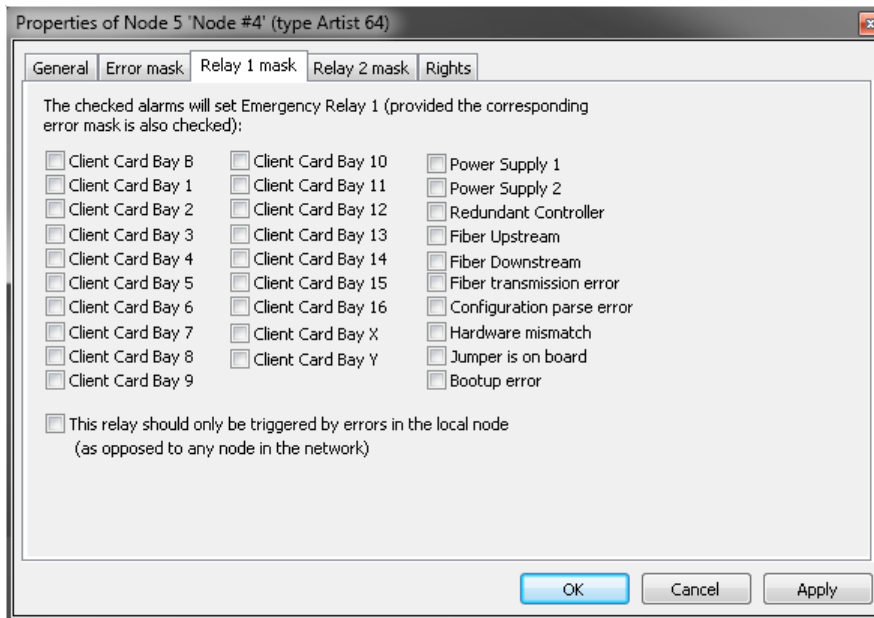 Properties of Node 5 'Node #4' (type Artist 64)
General
Error mask
Relay 1 mask
Relay 2 mask
Rights
The checked alarms will set Emergency Relay 1 (provided the corresponding
error mask is also checked):
Client Card Bay B
Client Card Bay 1
Client Card Bay 2
Client Card Bay 3
Client Card Bay 4
Client Card Bay 5
Client Card Bay 6
Client Card Bay 7
Client Card Bay 8
Client Card Bay 9
Client Card Bay 10
Client Card Bay 11
Client Card Bay 12
Client Card Bay 13
Client Card Bay 14
Client Card Bay 15
Client Card Bay 16
Client Card Bay X
Client Card Bay Y
Power Supply 1
Power Supply 2
Redundant Controller
Fiber Upstream
Fiber Downstream
Fiber transmission error
Configuration parse error
Hardware mismatch
Jumper is on board
Bootup error
This relay should only be triggered by errors in the local node
(as opposed to any node in the network)
OK
Cancel
Apply